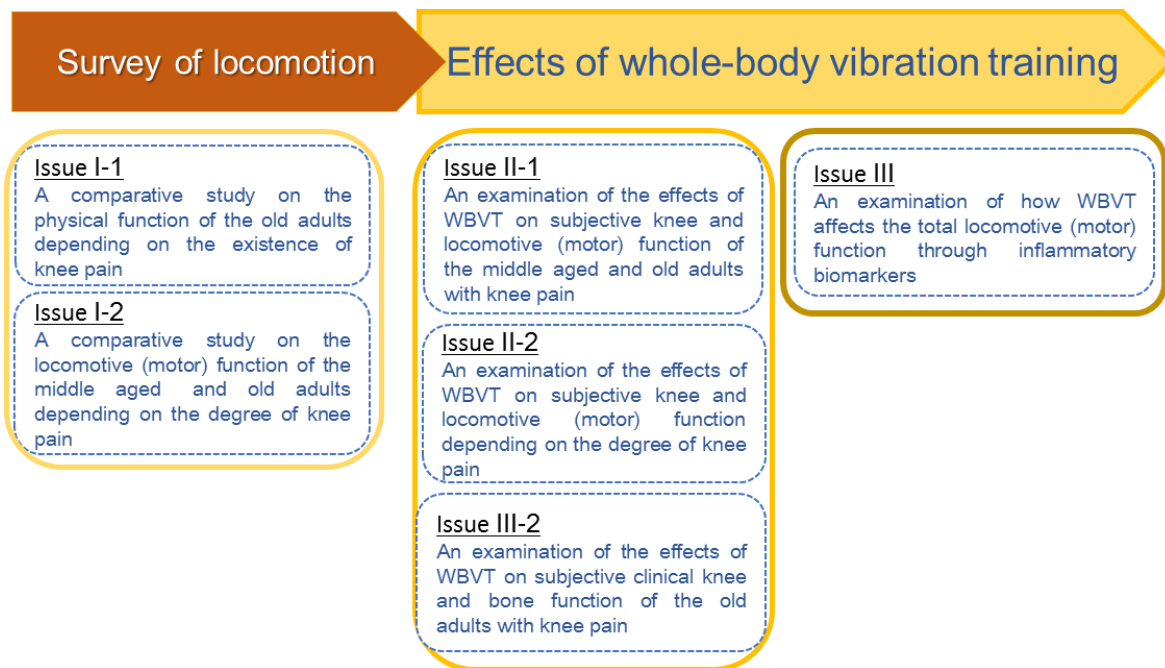 Survey of locomotion
Effects of whole-body vibration training
Issue I-1
A comparative study on the
physical function of the old adults
depending on the existence of
knee pain
Issue I-2
A comparative study on the
locomotive (motor) function of the
middle aged and old adults
depending on the degree of knee
pain
Issue II-1
An examination of the effects of
WBVT on subjective knee and
locomotive (motor) function of
the middle aged and old adults
with knee pain
Issue II-2
An examination of the effects of
WBVT on subjective knee and
locomotive (motor) function
depending on the degree of knee
pain
Issue III-2
An examination of the effects of
WBVT on subjective clinical knee
and bone function of the old
adults with knee pain
Issue III
An examination of how WBVT
affects the total locomotive (motor)
function through inflammatory
biomarkers